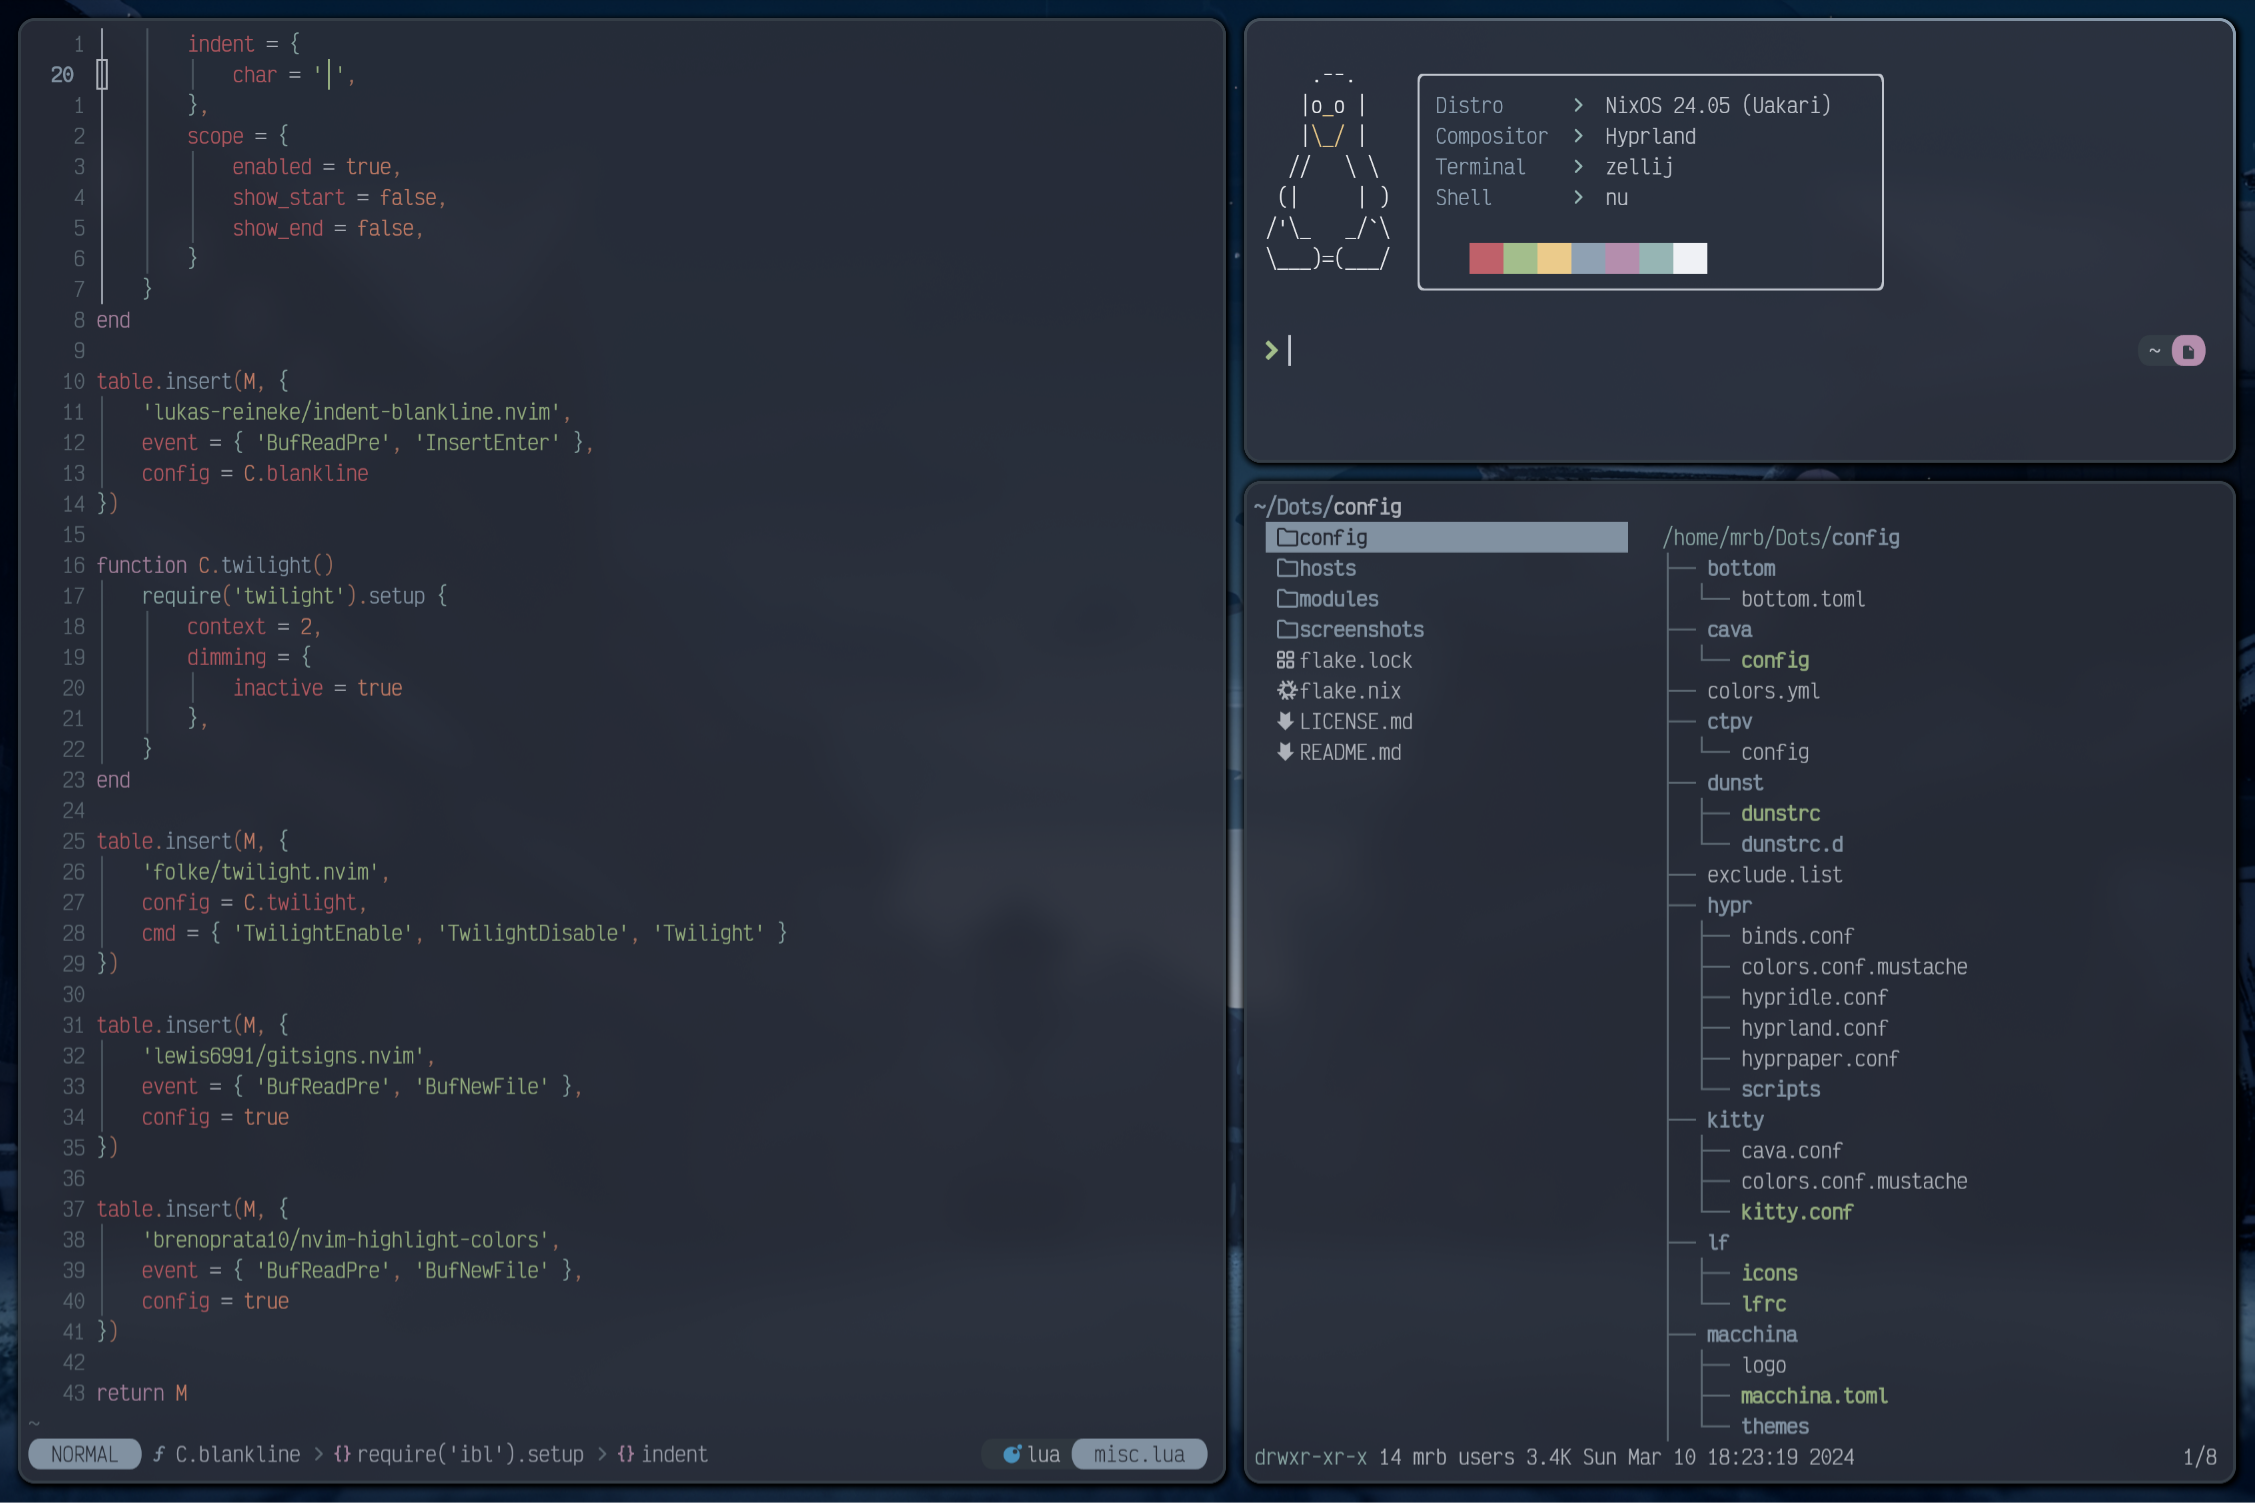 1         indent = {
20            char = '│',
1         },
2         scope = {
3             enabled = true,
4             show_start = false,
5             show_end = false,
6         }
7     }
8 end
9
10 table.insert(M, {
11     'lukas-reineke/indent-blankline.nvim',
12     event = { 'BufReadPre', 'InsertEnter' },
13     config = C.blankline
14 })
15
16 function C.twilight()
17     require('twilight').setup {
18         context = 2,
19         dimming = {
20             inactive = true
21         },
22     }
23 end
24
25 table.insert(M, {
26     'folke/twilight.nvim',
27     config = C.twilight,
28     cmd = { 'TwilightEnable', 'TwilightDisable', 'Twilight' }
29 })
30
31 table.insert(M, {
32     'lewis6991/gitsigns.nvim',
33     event = { 'BufReadPre', 'BufNewFile' },
34     config = true
35 })
36
37 table.insert(M, {
38     'brenoprata10/nvim-highlight-colors',
39     event = { 'BufReadPre', 'BufNewFile' },
40     config = true
41 })
42
43 return M
~
NORMAL ƒ C.blankline > {} require('ibl').setup > {} indent lua misc.lua
    .--.
   |o_o |
   |\_/ |
  //   \ \
 (|     | )
/'\_   _/`\
\___)=(___/
Distro > NixOS 24.05 (Uakari)
Compositor > Hyprland
Terminal > zellij
Shell > nu
> ~
~/Dots/config
config
hosts
modules
screenshots
flake.lock
flake.nix
LICENSE.md
README.md
/home/mrb/Dots/config
├── bottom
│  └── bottom.toml
├── cava
│  └── config
├── colors.yml
├── ctpv
│  └── config
├── dunst
│  ├── dunstrc
│  └── dunstrc.d
├── exclude.list
├── hypr
│  ├── binds.conf
│  ├── colors.conf.mustache
│  ├── hypridle.conf
│  ├── hyprland.conf
│  ├── hyprpaper.conf
│  └── scripts
├── kitty
│  ├── cava.conf
│  ├── colors.conf.mustache
│  └── kitty.conf
├── lf
│  ├── icons
│  └── lfrc
├── macchina
│  ├── logo
│  ├── macchina.toml
│  └── themes
drwxr-xr-x 14 mrb users 3.4K Sun Mar 10 18:23:19 2024 1/8